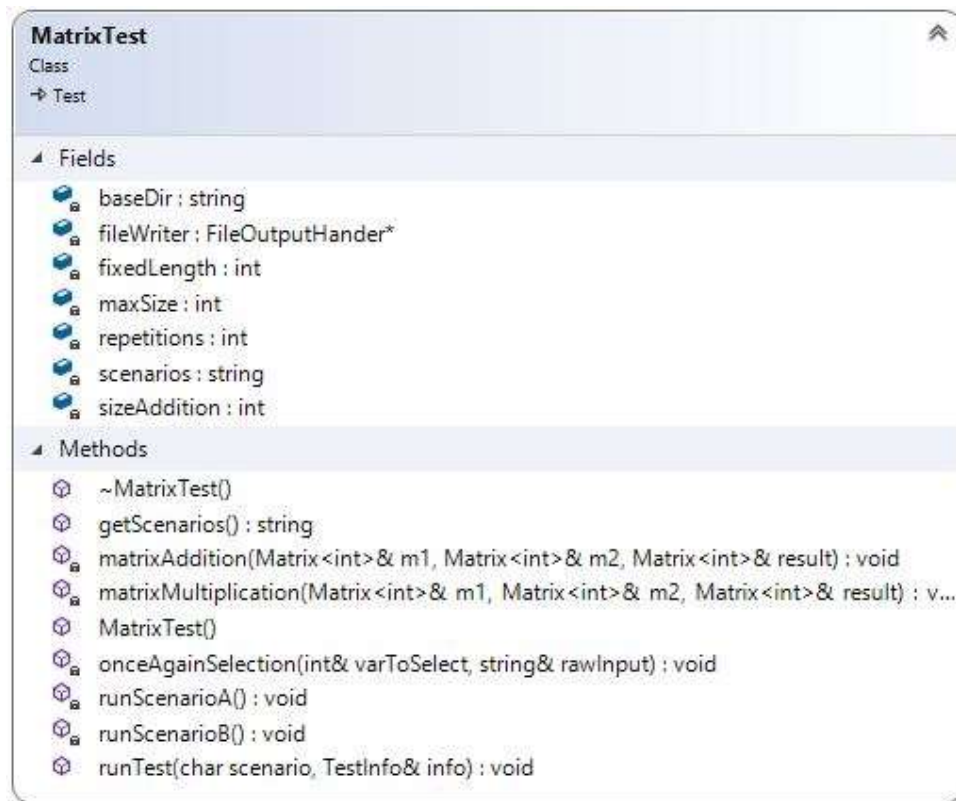 MatrixTest
Class
Test
Fields
baseDir : string
fileWriter : FileOutputHander*
fixedLength : int
maxSize : int
repetitions : int
scenarios : string
sizeAddition : int
Methods
~MatrixTest()
getScenarios() : string
matrixAddition(Matrix<int>& m1, Matrix<int>& m2, Matrix<int>& result) : void
matrixMultiplication(Matrix<int>& m1, Matrix<int>& m2, Matrix<int>& result) : v...
MatrixTest()
onceAgainSelection(int& varToSelect, string& rawInput) : void
runScenarioA() : void
runScenarioB() : void
runTest(char scenario, TestInfo& info) : void